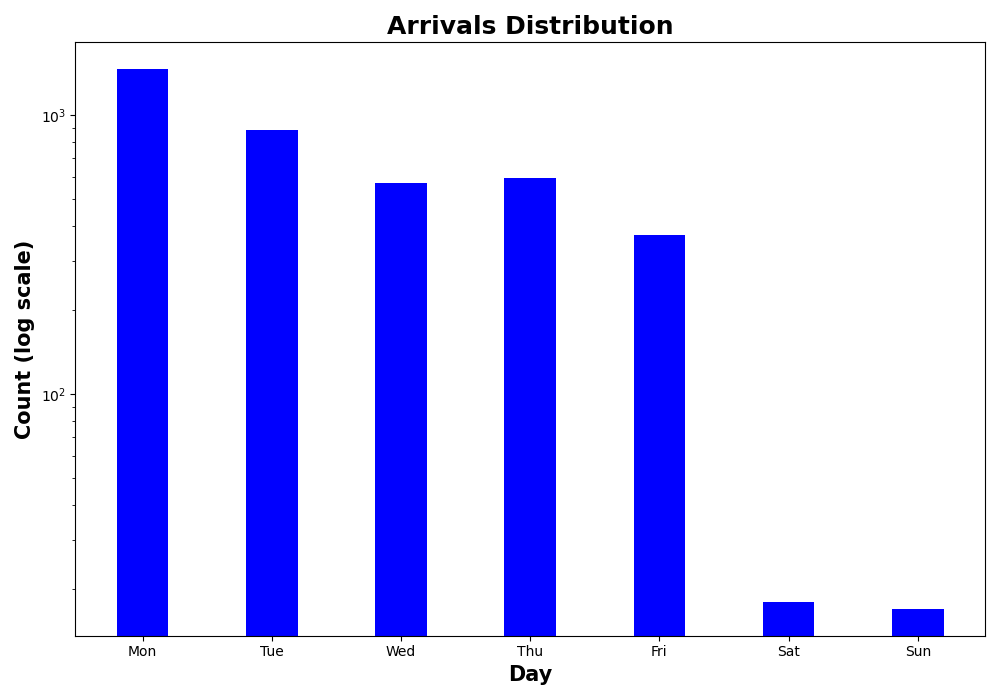 Arrivals Distribution
Count (log scale)
10³
10²
Mon Tue Wed Thu Fri Sat Sun
Day